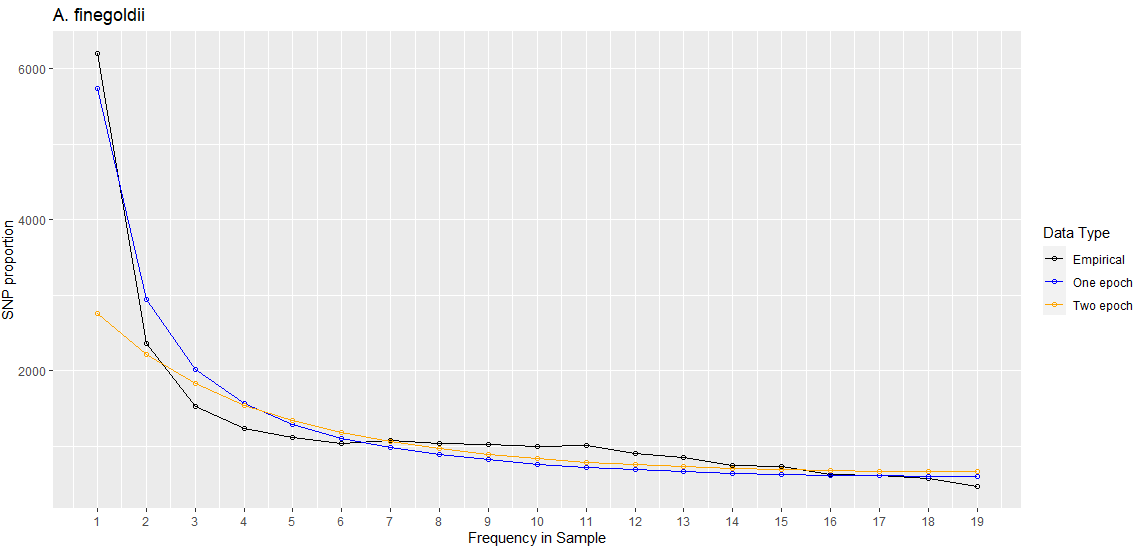 A. finegoldii
6000
4000
2000
SNP proportion
1 2 3 4 5 6 7 8 9 10 11 12 13 14 15 16 17 18 19
Frequency in Sample
Data Type
Empirical
One epoch
Two epoch